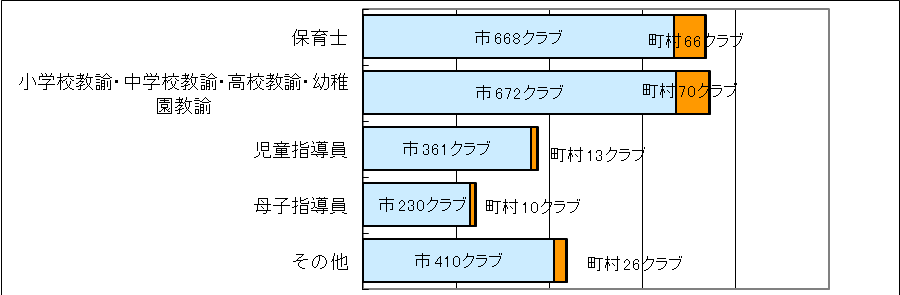 保育士
市668クラブ
町村66クラブ
小学校教諭・中学校教諭・高校教諭・幼稚
園教諭
市672クラブ
町村70クラブ
児童指導員
市361クラブ
町村13クラブ
母子指導員
市230クラブ
町村10クラブ
その他
市410クラブ
町村26クラブ